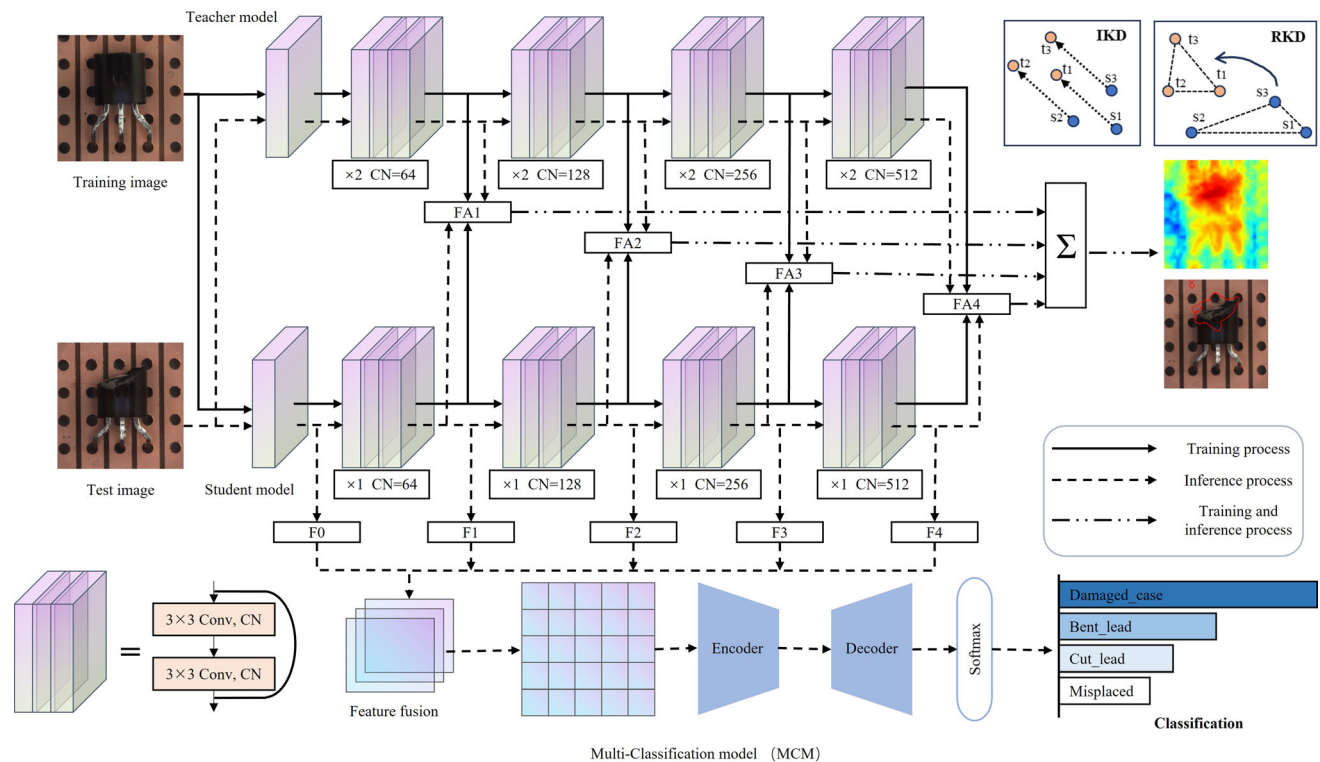 Teacher model
IKD
t3
t2
t1
s3
s2
s1
RKD
t3
t2
t1
s3
s2
s1
Training image
×2 CN=64
×2 CN=128
×2 CN=256
×2 CN=512
FA1
FA2
FA3
FA4
Σ
Test image
Student model
×1 CN=64
×1 CN=128
×1 CN=256
×1 CN=512
Training process
Inference process
Training and
inference process
F0
F1
F2
F3
F4
=
3×3 Conv, CN
3×3 Conv, CN
Feature fusion
Encoder
Decoder
Softmax
Damaged_case
Bent_lead
Cut_lead
Misplaced
Classification
Multi-Classification model （MCM）